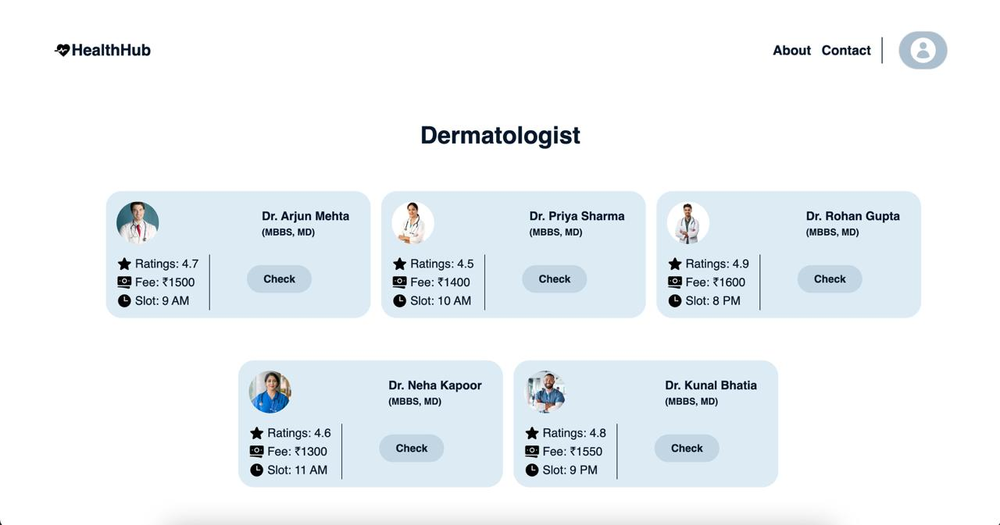 HealthHub
About Contact
Dermatologist
Dr. Arjun Mehta
(MBBS, MD)
Ratings: 4.7
Fee: ₹1500
Slot: 9 AM
Check
Dr. Priya Sharma
(MBBS, MD)
Ratings: 4.5
Fee: ₹1400
Slot: 10 AM
Check
Dr. Rohan Gupta
(MBBS, MD)
Ratings: 4.9
Fee: ₹1600
Slot: 8 PM
Check
Dr. Neha Kapoor
(MBBS, MD)
Ratings: 4.6
Fee: ₹1300
Slot: 11 AM
Check
Dr. Kunal Bhatia
(MBBS, MD)
Ratings: 4.8
Fee: ₹1550
Slot: 9 PM
Check